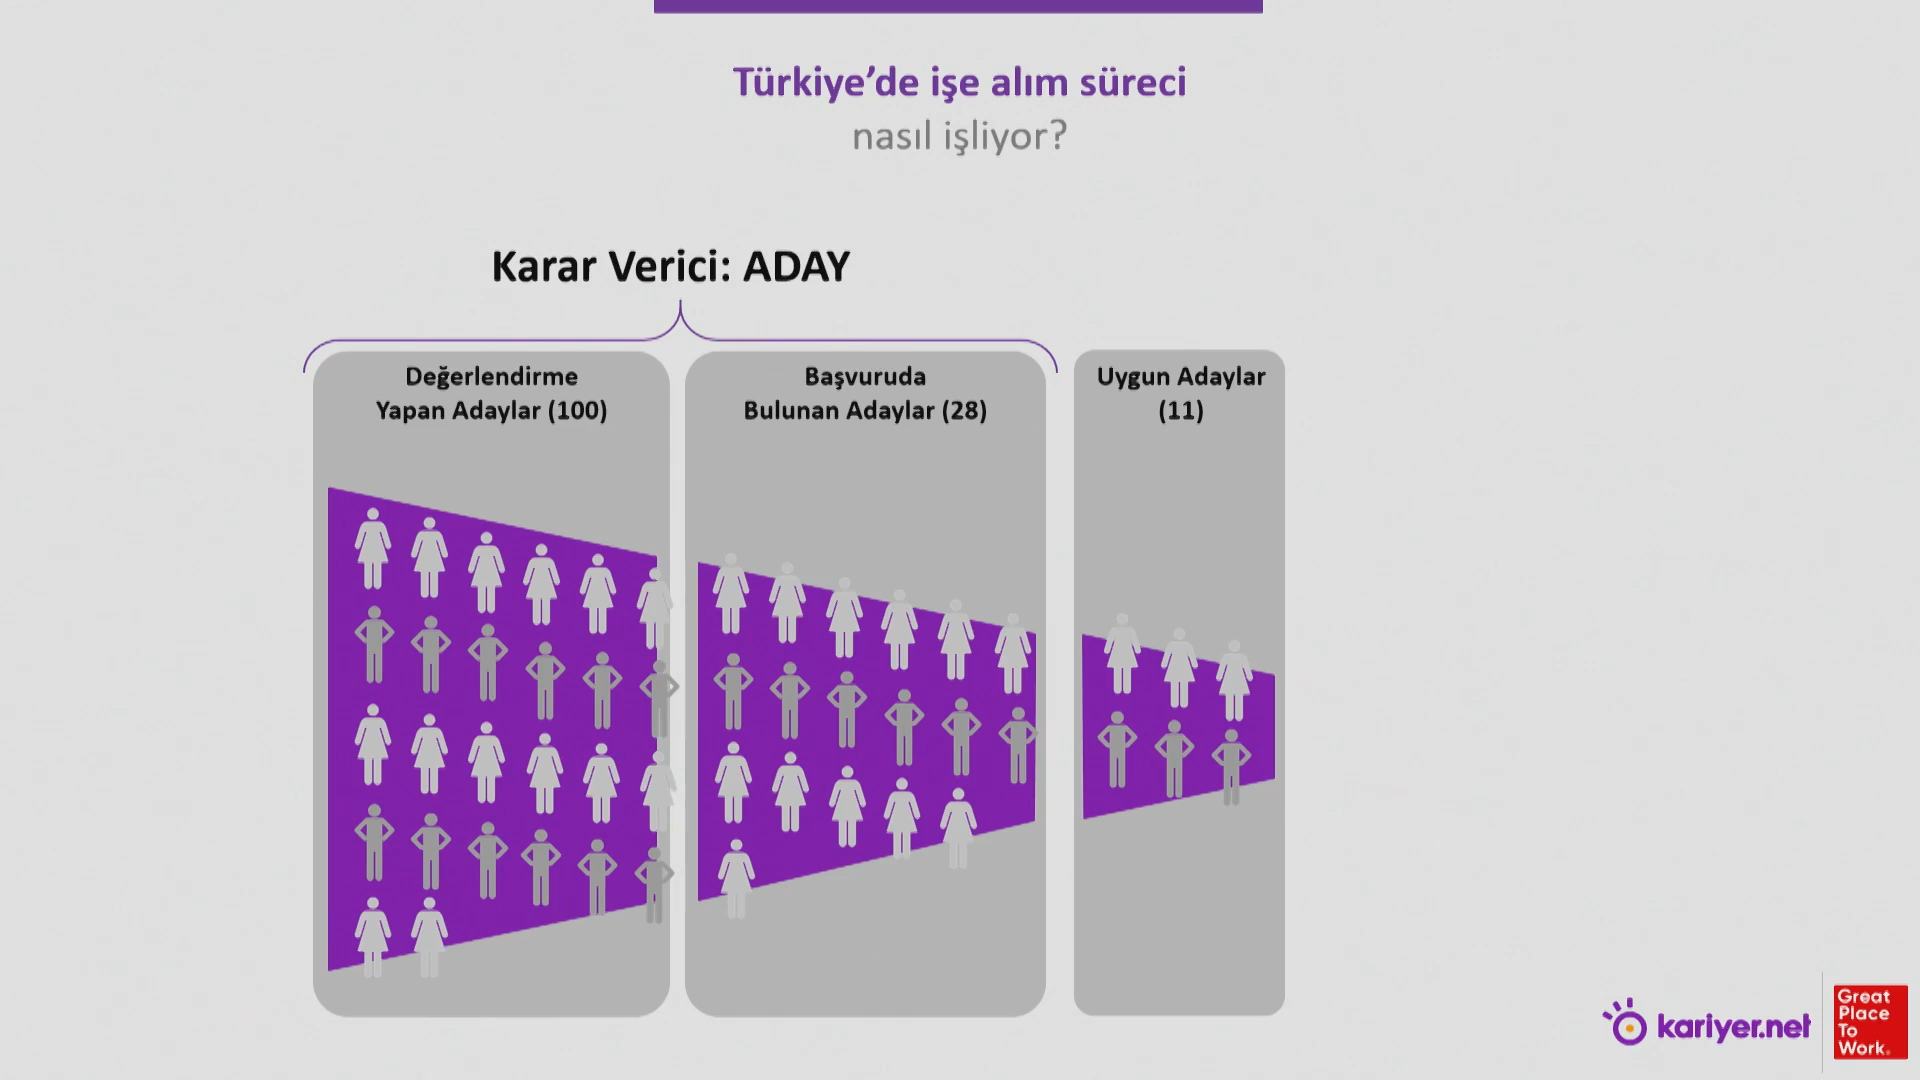 Türkiye’de işe alım süreci
nasıl işliyor?
Karar Verici: ADAY
Değerlendirme
Yapan Adaylar (100)
Başvuruda
Bulunan Adaylar (28)
Uygun Adaylar
(11)
kariyer.net
Great
Place
To
Work.